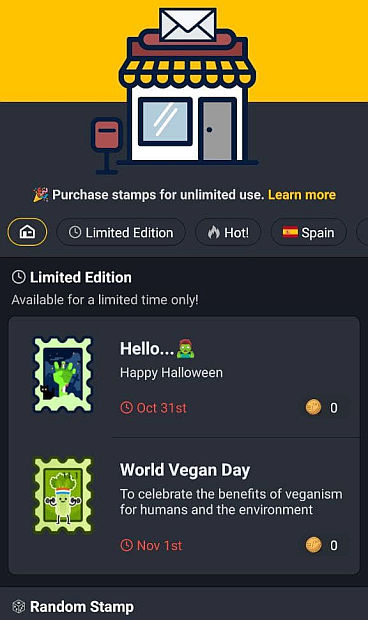 🎉 Purchase stamps for unlimited use. Learn more
Limited Edition
Hot!
Spain
Limited Edition
Available for a limited time only!
Hello...🧟
Happy Halloween
Oct 31st
0
World Vegan Day
To celebrate the benefits of veganism
for humans and the environment
Nov 1st
0
Random Stamp